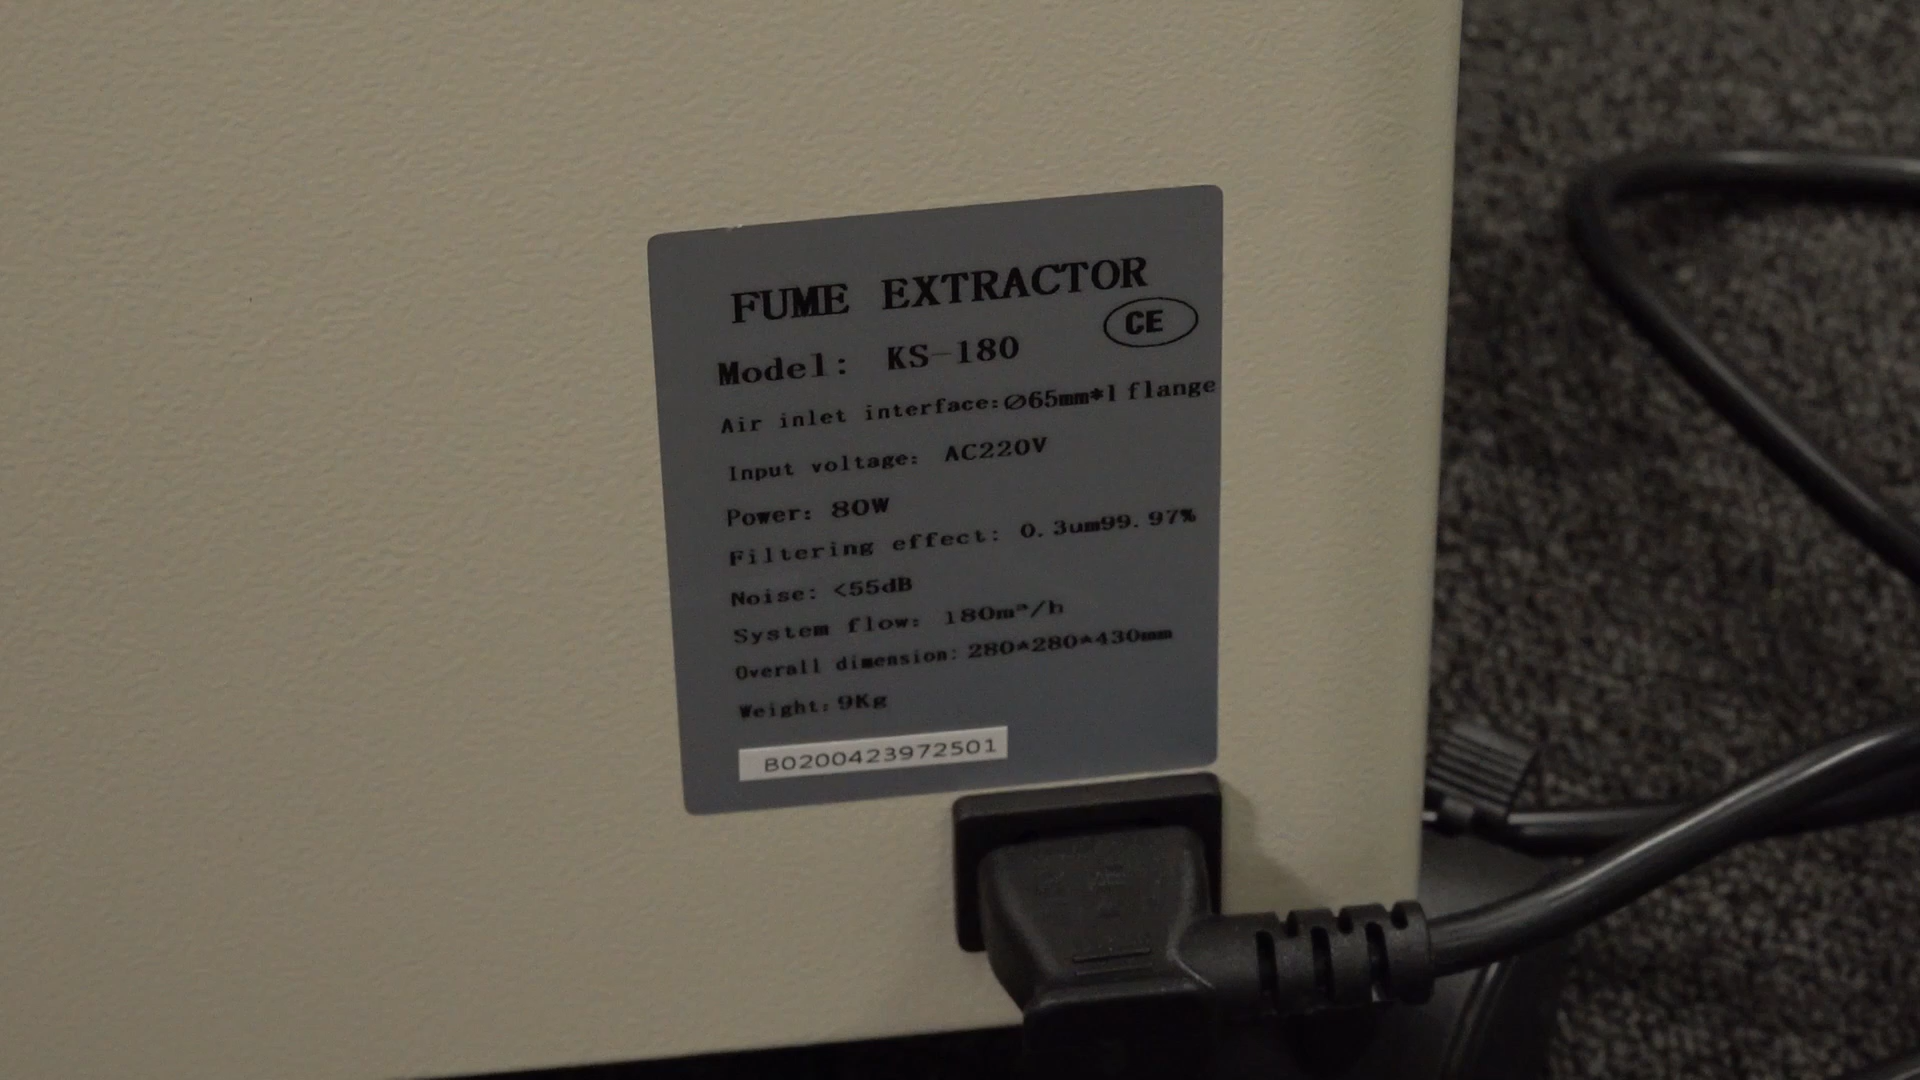 FUME EXTRACTOR
CE
Model: KS-180
Air inlet interface:∅65mm*1 flange
Input voltage: AC220V
Power: 80W
Filtering effect: 0.3um99.97%
Noise: <55dB
System flow: 180m³/h
Overall dimension: 280*280*430mm
Weight: 9Kg
B0200423972501